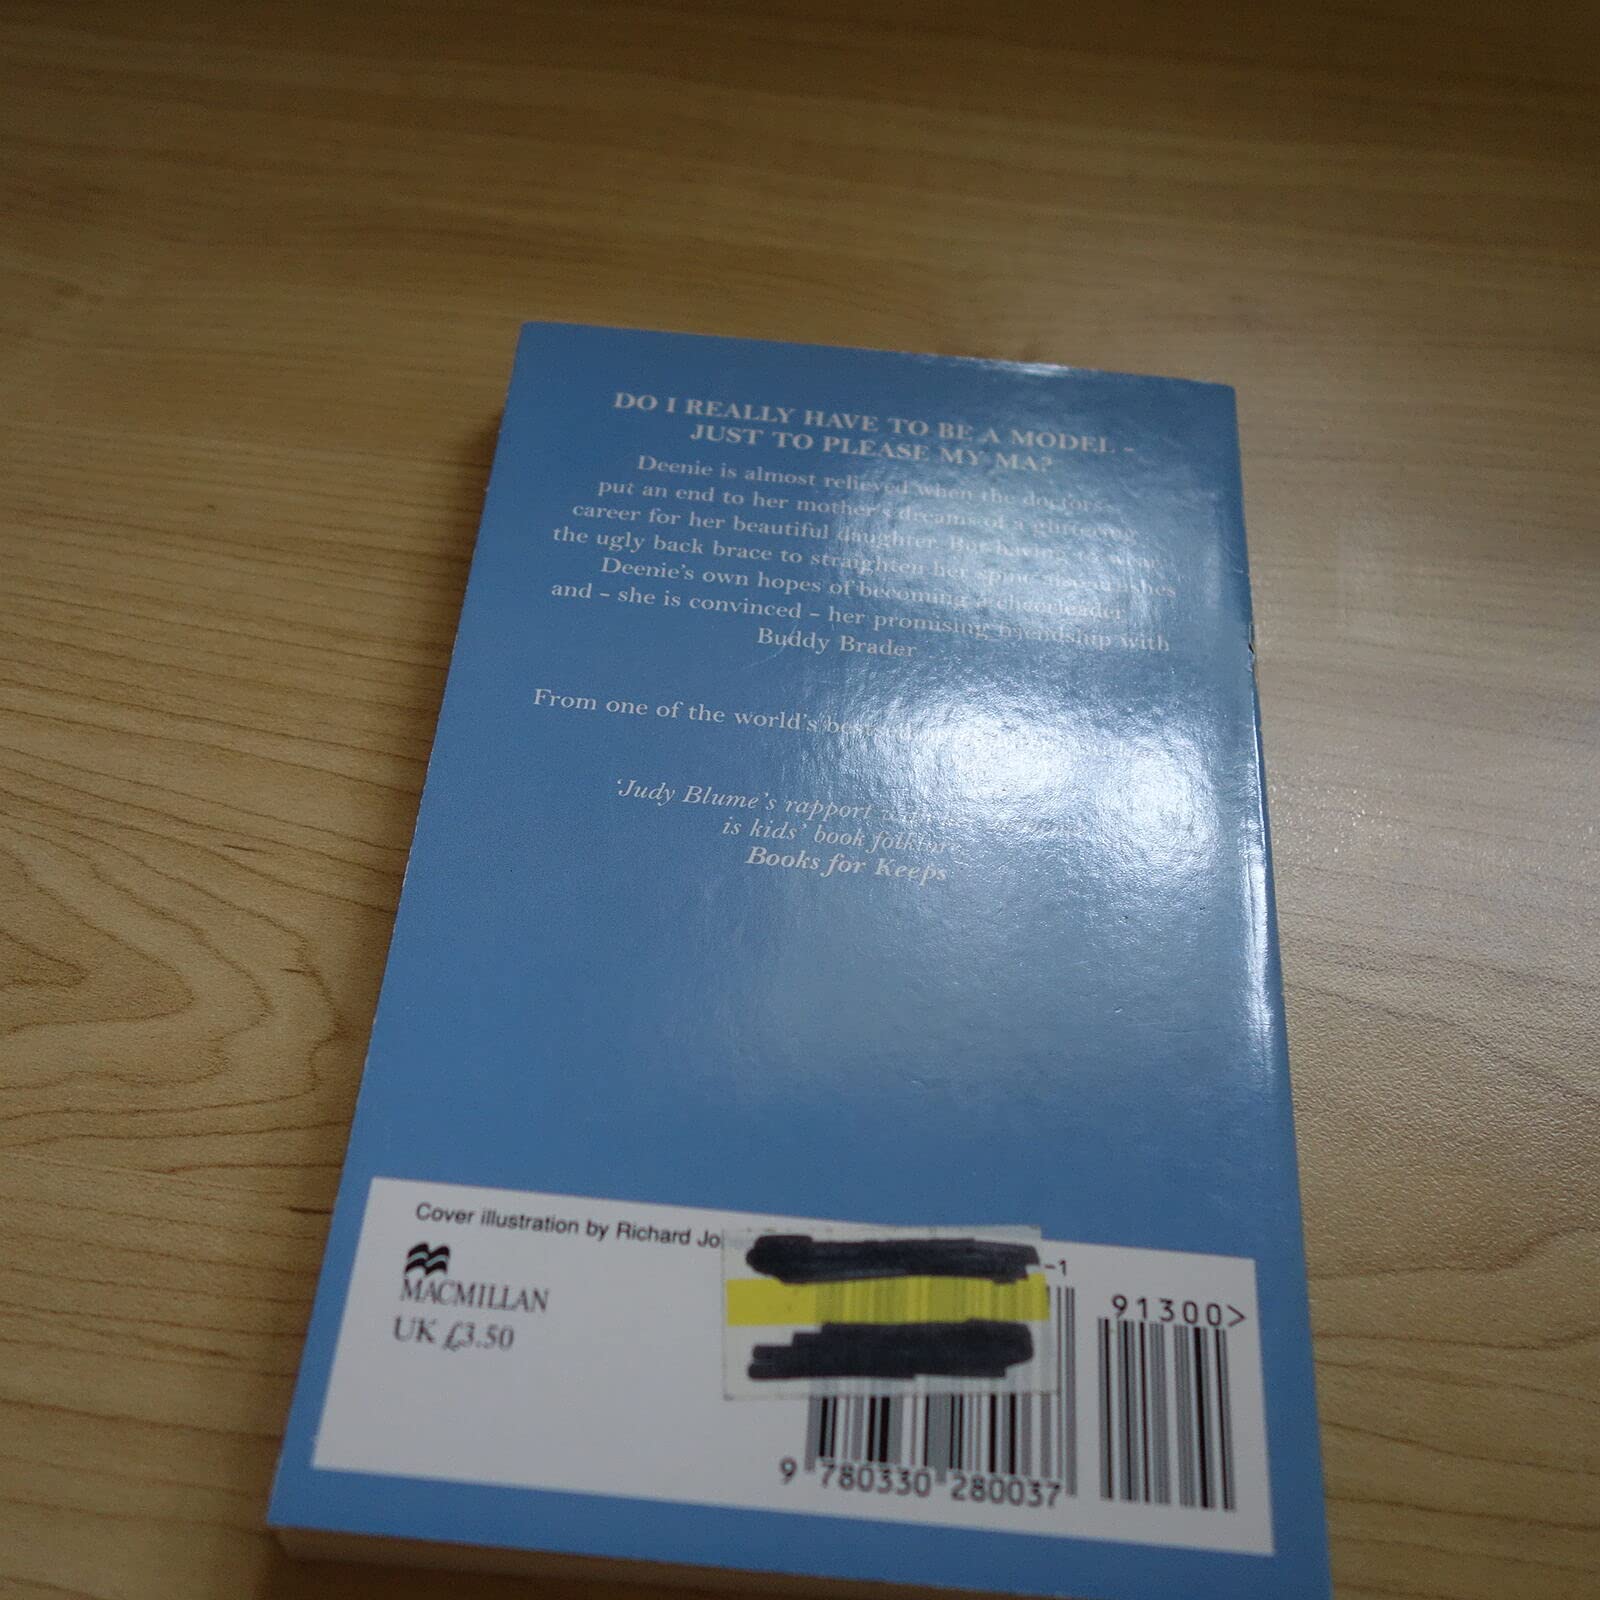 DO I REALLY HAVE TO BE A MODEL -
JUST TO PLEASE MY MA?
Deenie is almost relieved when the doctors
put an end to her mother's dreams of a glittering
career for her beautiful daughter. But having to wear
the ugly back brace to straighten her spine
Deenie's own hopes of becoming a cheerleader
and – she is convinced – her promising friendship with
Buddy Brader
From one of the world's
'Judy Blume's rapport
is kids' book folklore
Books for Keeps
Cover illustration by Richard
-1
MACMILLAN
UK £3.50
91300>
9 780330 280037